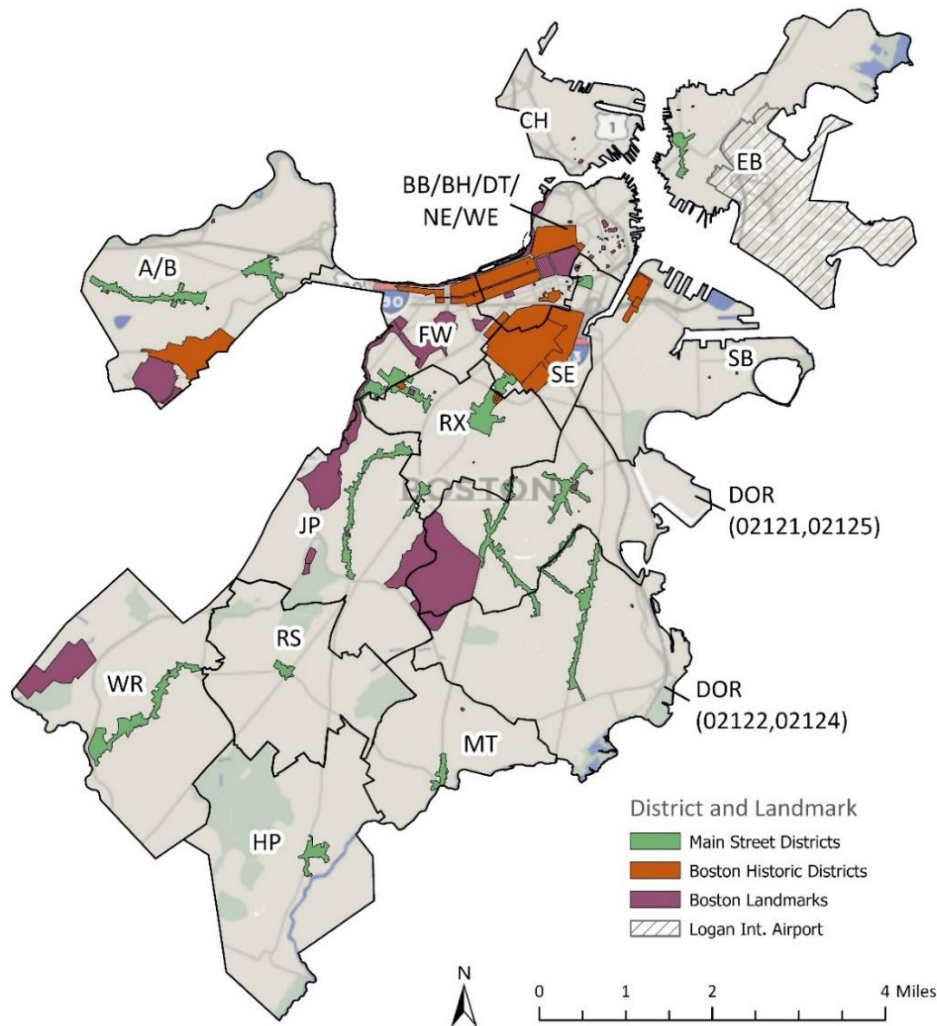 CH
1
EB
BB/BH/DT/
NE/WE
A/B
90
FW
SE
SB
RX
BOSTON
DOR
(02121,02125)
JP
RS
WR
DOR
(02122,02124)
MT
HP
District and Landmark
Main Street Districts
Boston Historic Districts
Boston Landmarks
Logan Int. Airport
N
0 1 2 4 Miles